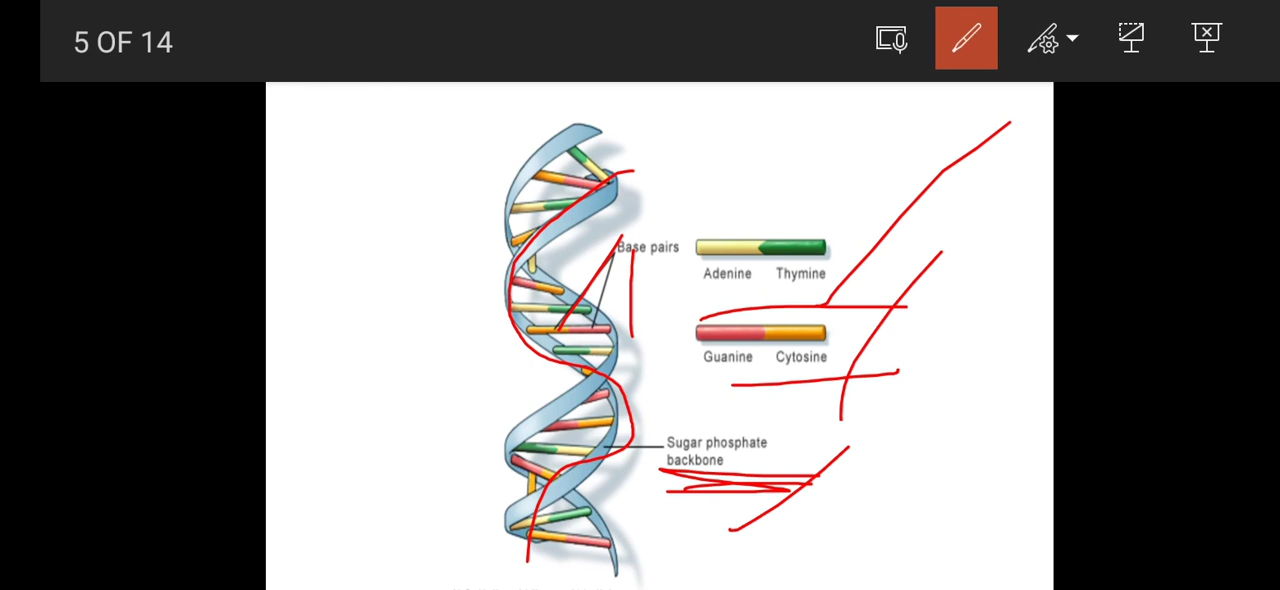 5 OF 14
Base pairs
Adenine Thymine
Guanine Cytosine
Sugar phosphate
backbone